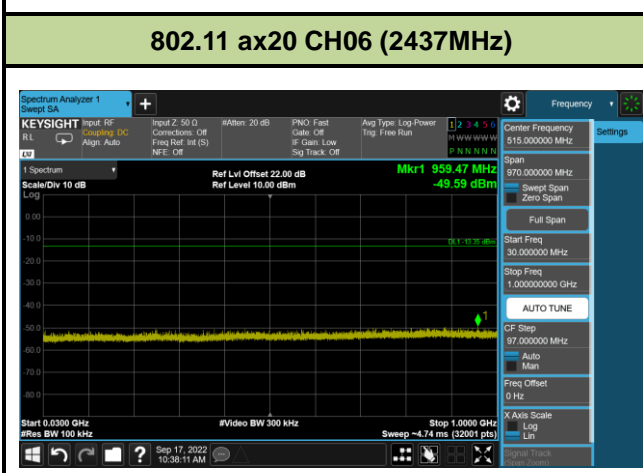 802.11 ax20 CH06 (2437MHz)
Spectrum Analyzer 1
Swept SA
Frequency
KEYSIGHT
RL
Input: RF
Coupling: DC
Align: Auto
Input Z: 50 Ω
Corrections: Off
Freq Ref: Int (S)
NFE: Off
#Atten: 20 dB
PNO: Fast
Gate: Off
IF Gain: Low
Sig Track: Off
Avg Type: Log-Power
Trig: Free Run
1 2 3 4 5 6
M W W W W W
P N N N N N
Center Frequency
515.000000 MHz
Settings
1 Spectrum
Scale/Div 10 dB
Log
Ref Lvl Offset 22.00 dB
Ref Level 10.00 dBm
Mkr1 959.47 MHz
-49.59 dBm
Span
970.000000 MHz
Swept Span
Zero Span
Full Span
Start Freq
30.000000 MHz
Stop Freq
1.000000000 GHz
AUTO TUNE
CF Step
97.000000 MHz
Auto
Man
Freq Offset
0 Hz
X Axis Scale
Log
Lin
Signal Track
(Span Zoom)
0.00
-10.0
DL1 -13.35 dBm
-20.0
-30.0
-40.0
1
-50.0
-60.0
-70.0
-80.0
Start 0.0300 GHz
#Res BW 100 kHz
#Video BW 300 kHz
Stop 1.0000 GHz
Sweep ~4.74 ms (32001 pts)
Sep 17, 2022
10:38:11 AM